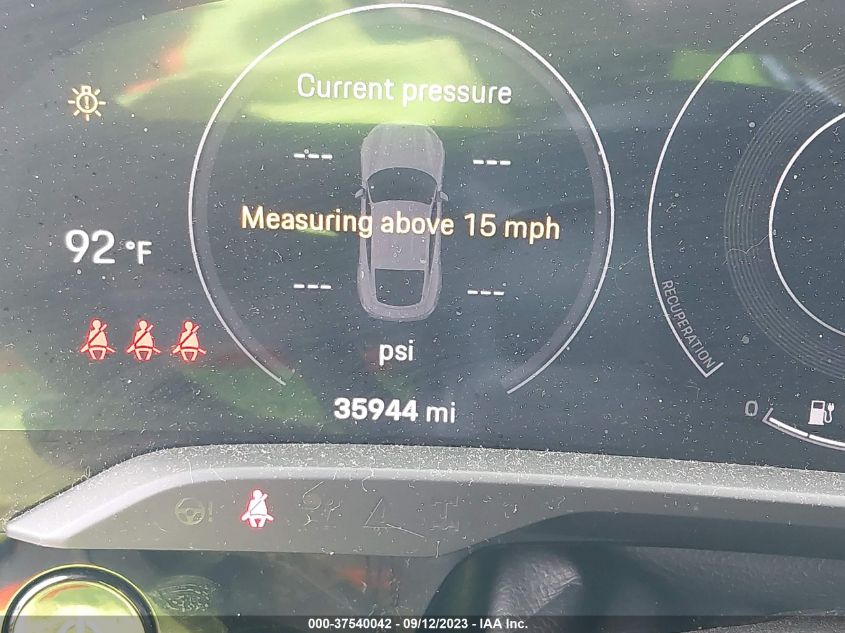 Current pressure
--- ---
Measuring above 15 mph
92 °F
--- ---
psi
RECUPERATION
35944 mi
0
000-37540042 - 09/12/2023 - IAA Inc.